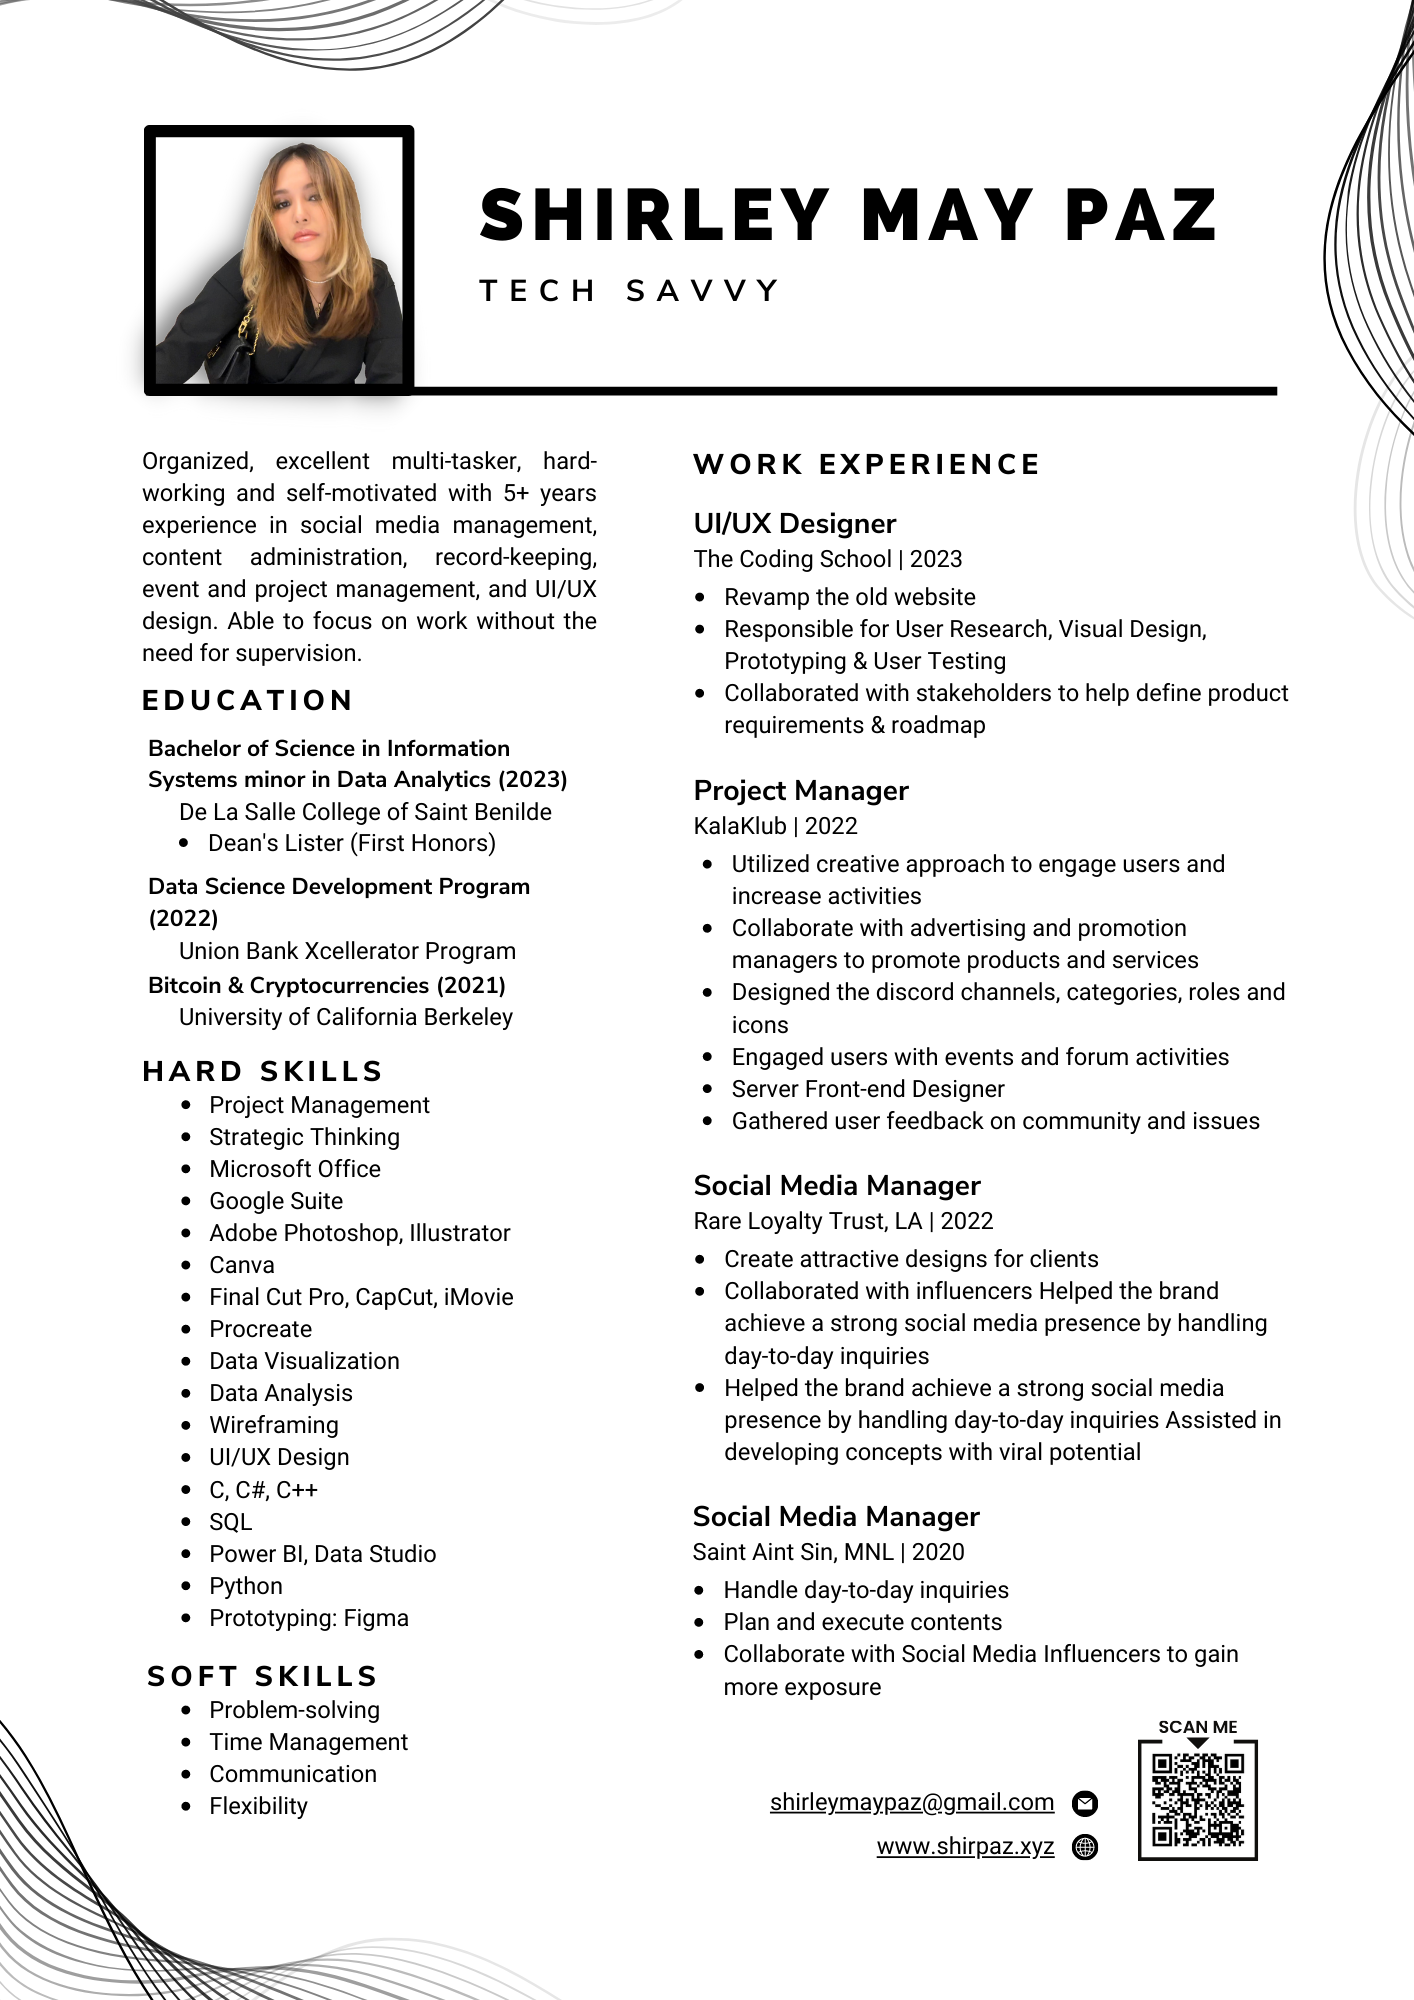 SHIRLEY MAY PAZ
TECH SAVVY
Organized, excellent multi-tasker, hard-
working and self-motivated with 5+ years
experience in social media management,
content administration, record-keeping,
event and project management, and UI/UX
design. Able to focus on work without the
need for supervision.
EDUCATION
Bachelor of Science in Information
Systems minor in Data Analytics (2023)
De La Salle College of Saint Benilde
• Dean's Lister (First Honors)
Data Science Development Program
(2022)
Union Bank Xcellerator Program
Bitcoin & Cryptocurrencies (2021)
University of California Berkeley
HARD SKILLS
• Project Management
• Strategic Thinking
• Microsoft Office
• Google Suite
• Adobe Photoshop, Illustrator
• Canva
• Final Cut Pro, CapCut, iMovie
• Procreate
• Data Visualization
• Data Analysis
• Wireframing
• UI/UX Design
• C, C#, C++
• SQL
• Power BI, Data Studio
• Python
• Prototyping: Figma
SOFT SKILLS
• Problem-solving
• Time Management
• Communication
• Flexibility
WORK EXPERIENCE
UI/UX Designer
The Coding School | 2023
• Revamp the old website
• Responsible for User Research, Visual Design,
Prototyping & User Testing
• Collaborated with stakeholders to help define product
requirements & roadmap
Project Manager
KalaKlub | 2022
• Utilized creative approach to engage users and
increase activities
• Collaborate with advertising and promotion
managers to promote products and services
• Designed the discord channels, categories, roles and
icons
• Engaged users with events and forum activities
• Server Front-end Designer
• Gathered user feedback on community and issues
Social Media Manager
Rare Loyalty Trust, LA | 2022
• Create attractive designs for clients
• Collaborated with influencers Helped the brand
achieve a strong social media presence by handling
day-to-day inquiries
• Helped the brand achieve a strong social media
presence by handling day-to-day inquiries Assisted in
developing concepts with viral potential
Social Media Manager
Saint Aint Sin, MNL | 2020
• Handle day-to-day inquiries
• Plan and execute contents
• Collaborate with Social Media Influencers to gain
more exposure
SCAN ME
shirleymaypaz@gmail.com
www.shirpaz.xyz